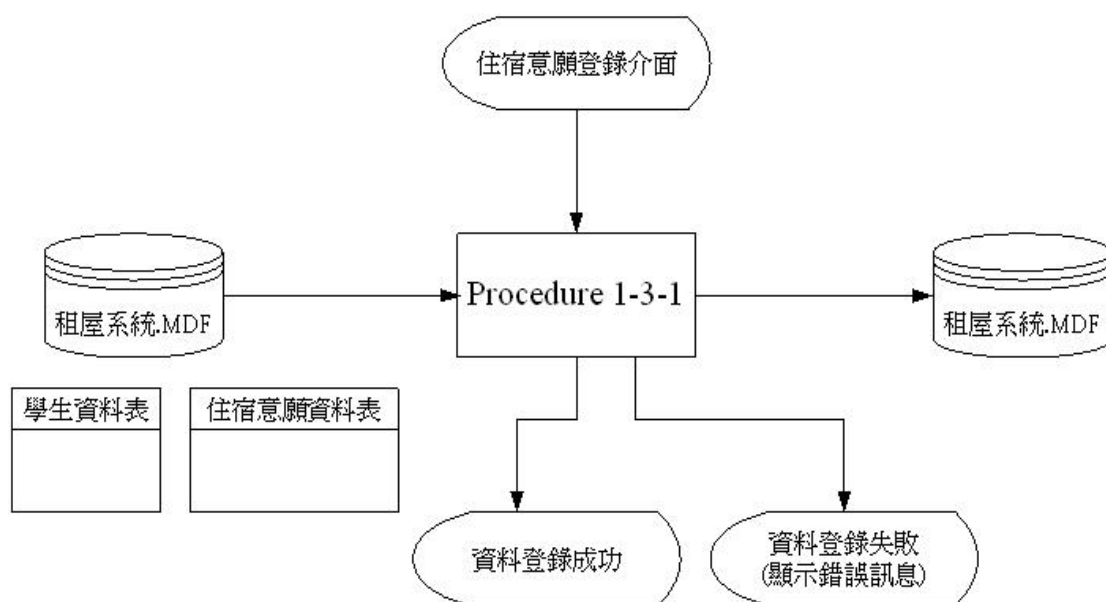 住宿意願登錄介面
租屋系統.MDF
Procedure 1-3-1
租屋系統.MDF
學生資料表
住宿意願資料表
資料登錄成功
資料登錄失敗
(顯示錯誤訊息)